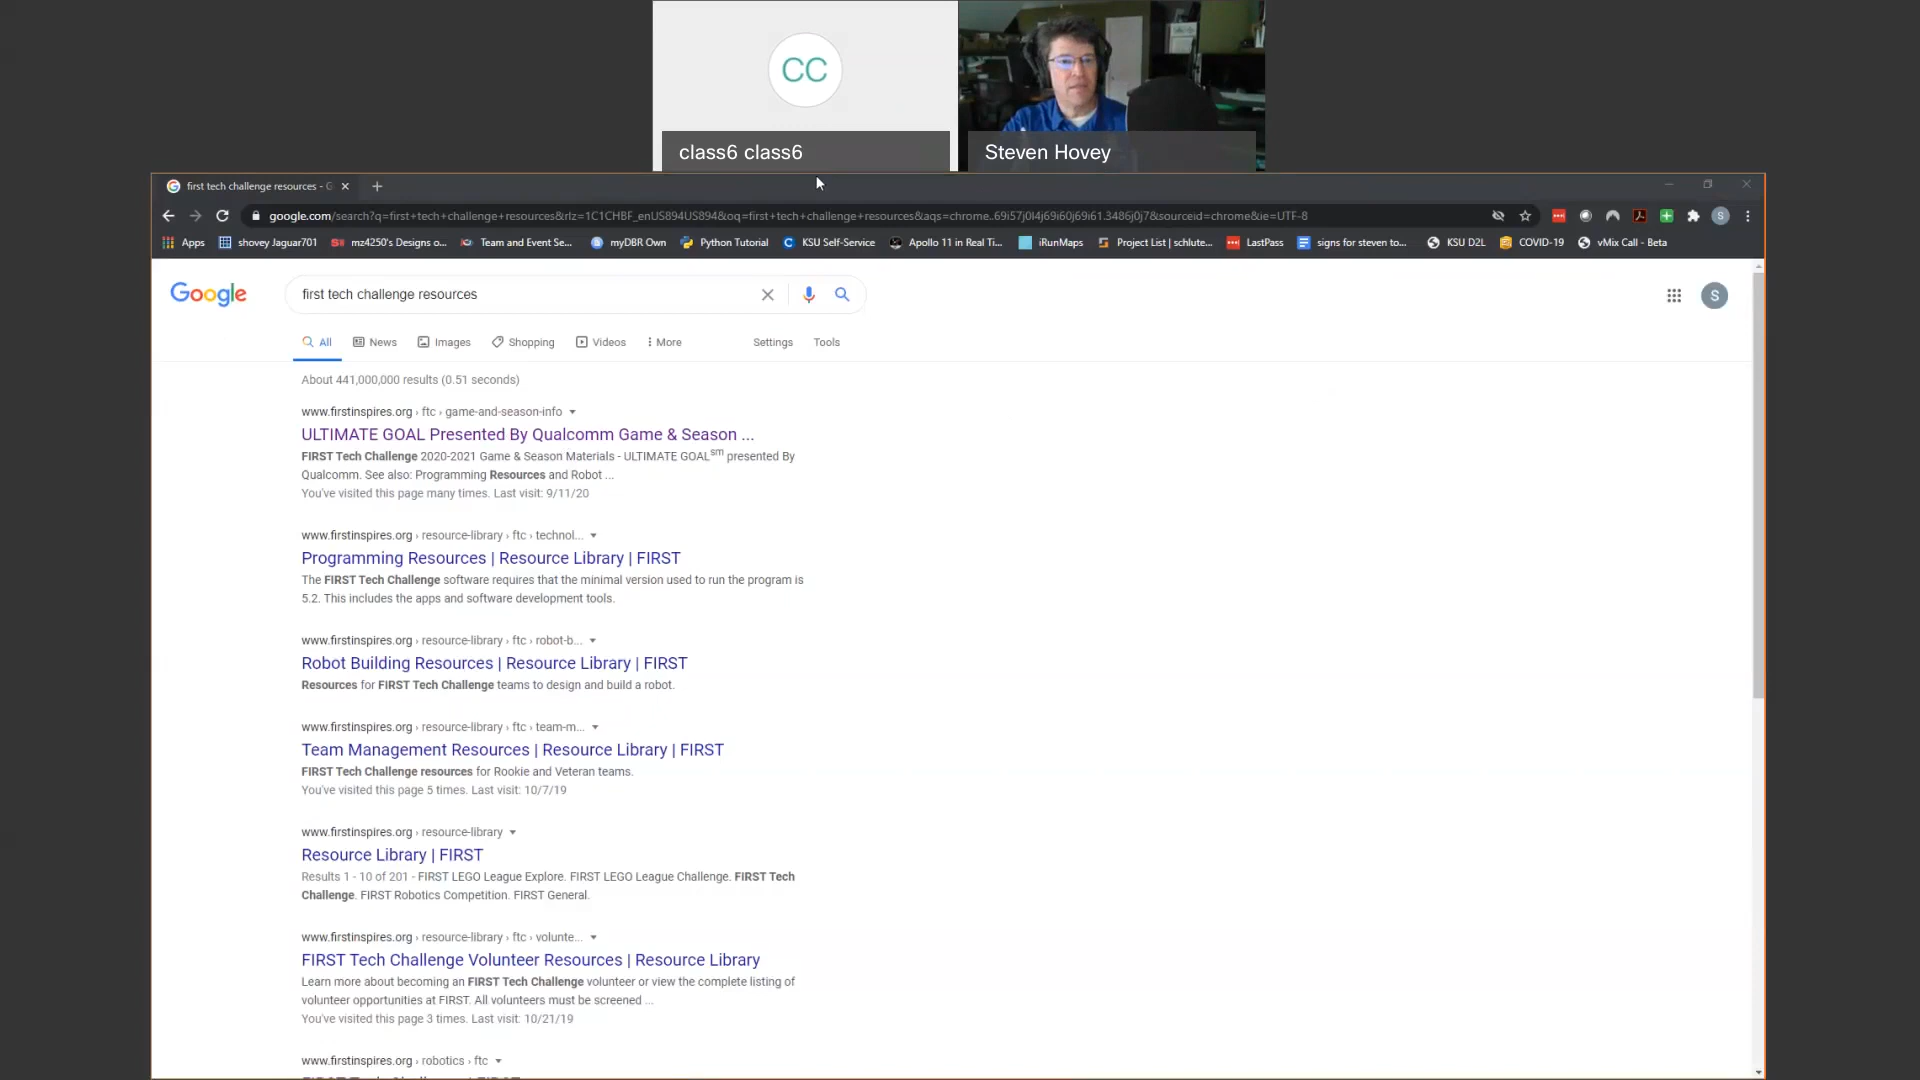 CC
class6 class6
Steven Hovey
first tech challenge resources - G
google.com/search?q=first+tech+challenge+resources&rlz=1C1CHBF_enUS894US894&oq=first+tech+challenge+resources&aqs=chrome..69i57j0l4j69i60j69i61.3486j0j7&sourceid=chrome&ie=UTF-8
S
Apps
shovey Jaguar701
mz4250's Designs o...
Team and Event Se...
myDBR Own
Python Tutorial
KSU Self-Service
Apollo 11 in Real Ti...
iRunMaps
Project List | schlute...
LastPass
signs for steven to...
KSU D2L
COVID-19
vMix Call - Beta
Google
first tech challenge resources
S
All
News
Images
Shopping
Videos
More
Settings
Tools
About 441,000,000 results (0.51 seconds)
www.firstinspires.org › ftc › game-and-season-info
ULTIMATE GOAL Presented By Qualcomm Game & Season ...
FIRST Tech Challenge 2020-2021 Game & Season Materials - ULTIMATE GOALsm presented By
Qualcomm. See also: Programming Resources and Robot ...
You've visited this page many times. Last visit: 9/11/20
www.firstinspires.org › resource-library › ftc › technol...
Programming Resources | Resource Library | FIRST
The FIRST Tech Challenge software requires that the minimal version used to run the program is
5.2. This includes the apps and software development tools.
www.firstinspires.org › resource-library › ftc › robot-b...
Robot Building Resources | Resource Library | FIRST
Resources for FIRST Tech Challenge teams to design and build a robot.
www.firstinspires.org › resource-library › ftc › team-m...
Team Management Resources | Resource Library | FIRST
FIRST Tech Challenge resources for Rookie and Veteran teams.
You've visited this page 5 times. Last visit: 10/7/19
www.firstinspires.org › resource-library
Resource Library | FIRST
Results 1 - 10 of 201 - FIRST LEGO League Explore. FIRST LEGO League Challenge. FIRST Tech
Challenge. FIRST Robotics Competition. FIRST General.
www.firstinspires.org › resource-library › ftc › volunte...
FIRST Tech Challenge Volunteer Resources | Resource Library
Learn more about becoming an FIRST Tech Challenge volunteer or view the complete listing of
volunteer opportunities at FIRST. All volunteers must be screened ...
You've visited this page 3 times. Last visit: 10/21/19
www.firstinspires.org › robotics › ftc